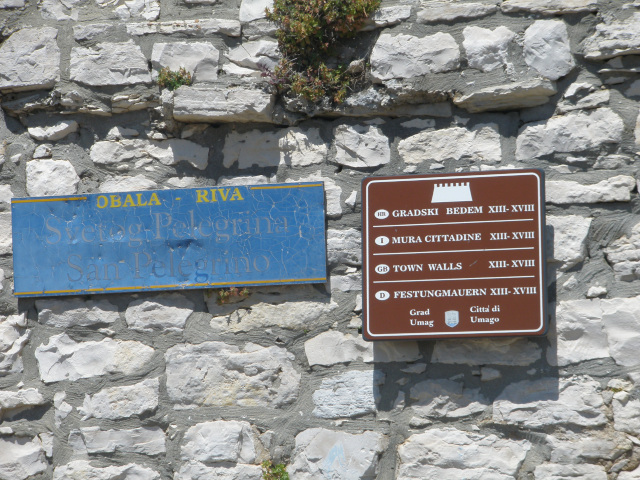 OBALA - RIVA
Svetog Pelegrina
San Pelegrino
HR GRADSKI BEDEM XIII-XVIII
I MURA CITTADINE XIII-XVIII
GB TOWN WALLS XIII-XVIII
D FESTUNGMAUERN XIII-XVIII
Grad Città di
Umag Umago